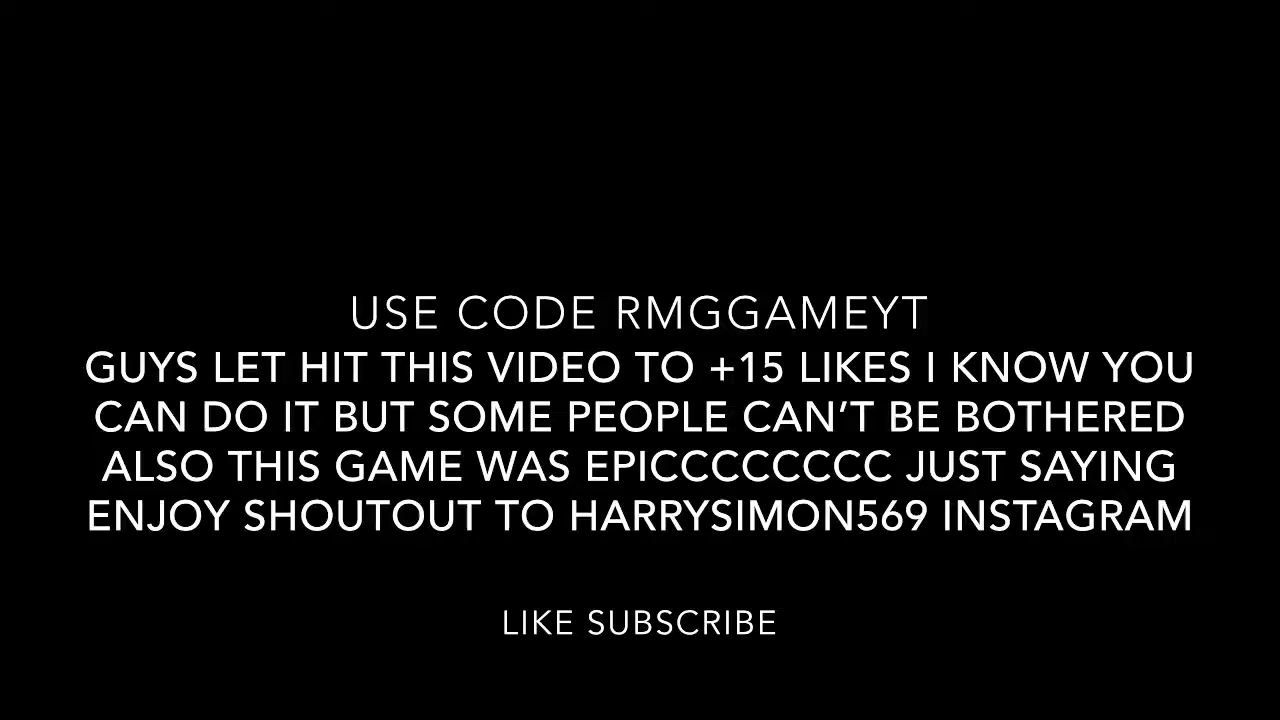 USE CODE RMGGAMEYT
GUYS LET HIT THIS VIDEO TO +15 LIKES I KNOW YOU
CAN DO IT BUT SOME PEOPLE CAN’T BE BOTHERED
ALSO THIS GAME WAS EPICCCCCCCC JUST SAYING
ENJOY SHOUTOUT TO HARRYSIMON569 INSTAGRAM
LIKE SUBSCRIBE